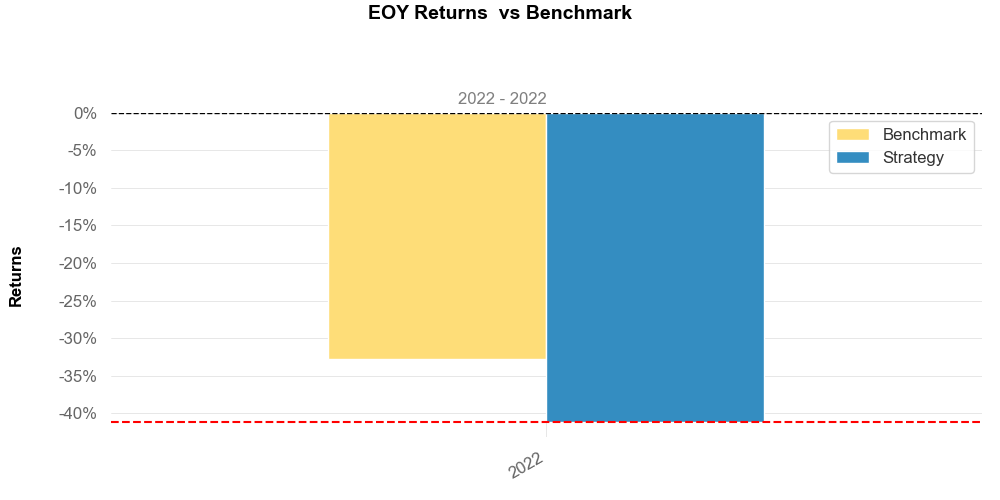 EOY Returns  vs Benchmark
2022 - 2022
0%
-5%
-10%
-15%
-20%
-25%
-30%
-35%
-40%
Returns
Benchmark
Strategy
2022